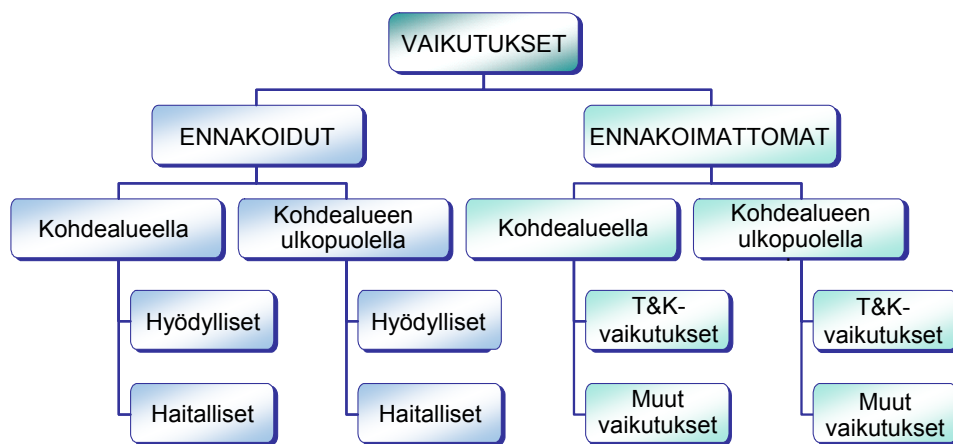 VAIKUTUKSET
ENNAKOIDUT
ENNAKOIMATTOMAT
Kohdealueella
Kohdealueen
ulkopuolella
Kohdealueella
Kohdealueen
ulkopuolella
Hyödylliset
Hyödylliset
T&K-
vaikutukset
T&K-
vaikutukset
Haitalliset
Haitalliset
Muut
vaikutukset
Muut
vaikutukset